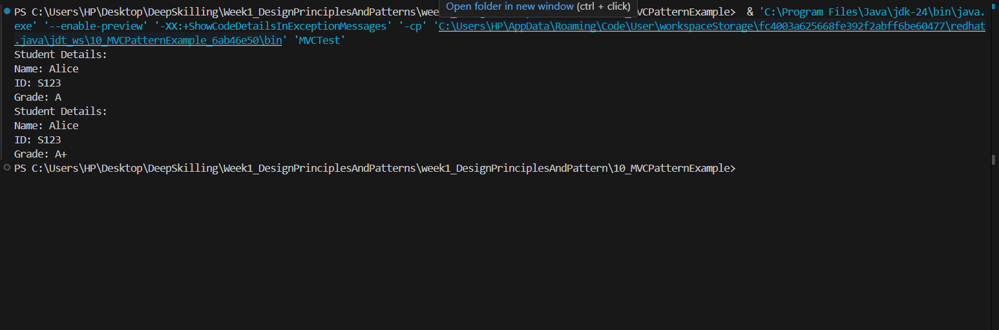 PS C:\Users\HP\Desktop\DeepSkilling\Week1_DesignPrinciplesAndPatterns\wee
Open folder in new window (ctrl + click)
MVCPatternExample>  & 'C:\Program Files\Java\jdk-24\bin\java.
exe' '--enable-preview' '-XX:+ShowCodeDetailsInExceptionMessages' '-cp' 'C:\Users\HP\AppData\Roaming\Code\User\workspaceStorage\fc4003a625668fe392f2abff6be60477\redhat
.java\jdt_ws\10_MVCPatternExample_6ab46e50\bin' 'MVCTest'
Student Details:
Name: Alice
ID: S123
Grade: A
Student Details:
Name: Alice
ID: S123
Grade: A+
PS C:\Users\HP\Desktop\DeepSkilling\Week1_DesignPrinciplesAndPatterns\week1_DesignPrinciplesAndPattern\10_MVCPatternExample>